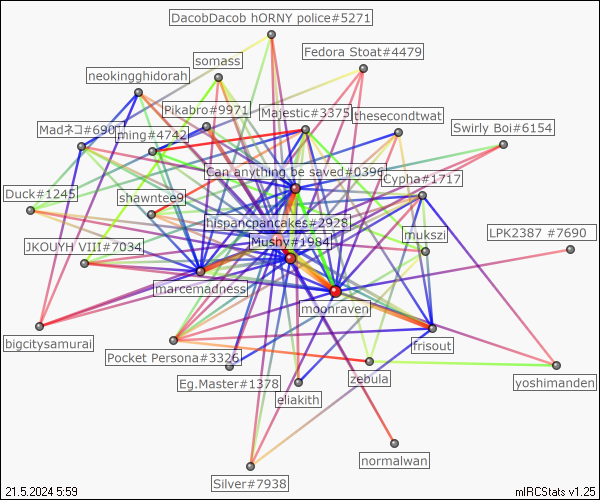 DacobDacob hORNY police#5271
Fedora Stoat#4479
somass
neokingghidorah
Pikabro#9971
Majestic#3375
thesecondtwat
Madネコ#690
ming#4742
Swirly Boi#6154
Can anything be saved#0396
Cypha#1717
Duck#1245
shawntee9
hispancpancakes#2928
mukszi
LPK2387 #7690
JKOUYH VIII#7034
Mushy#1984
marcemadness
moonraven
bigcitysamurai
frisout
Pocket Persona#3326
Eg.Master#1378
zebula
yoshimanden
eliakith
normalwan
Silver#7938
21.5.2024 5:59
mIRCStats v1.25